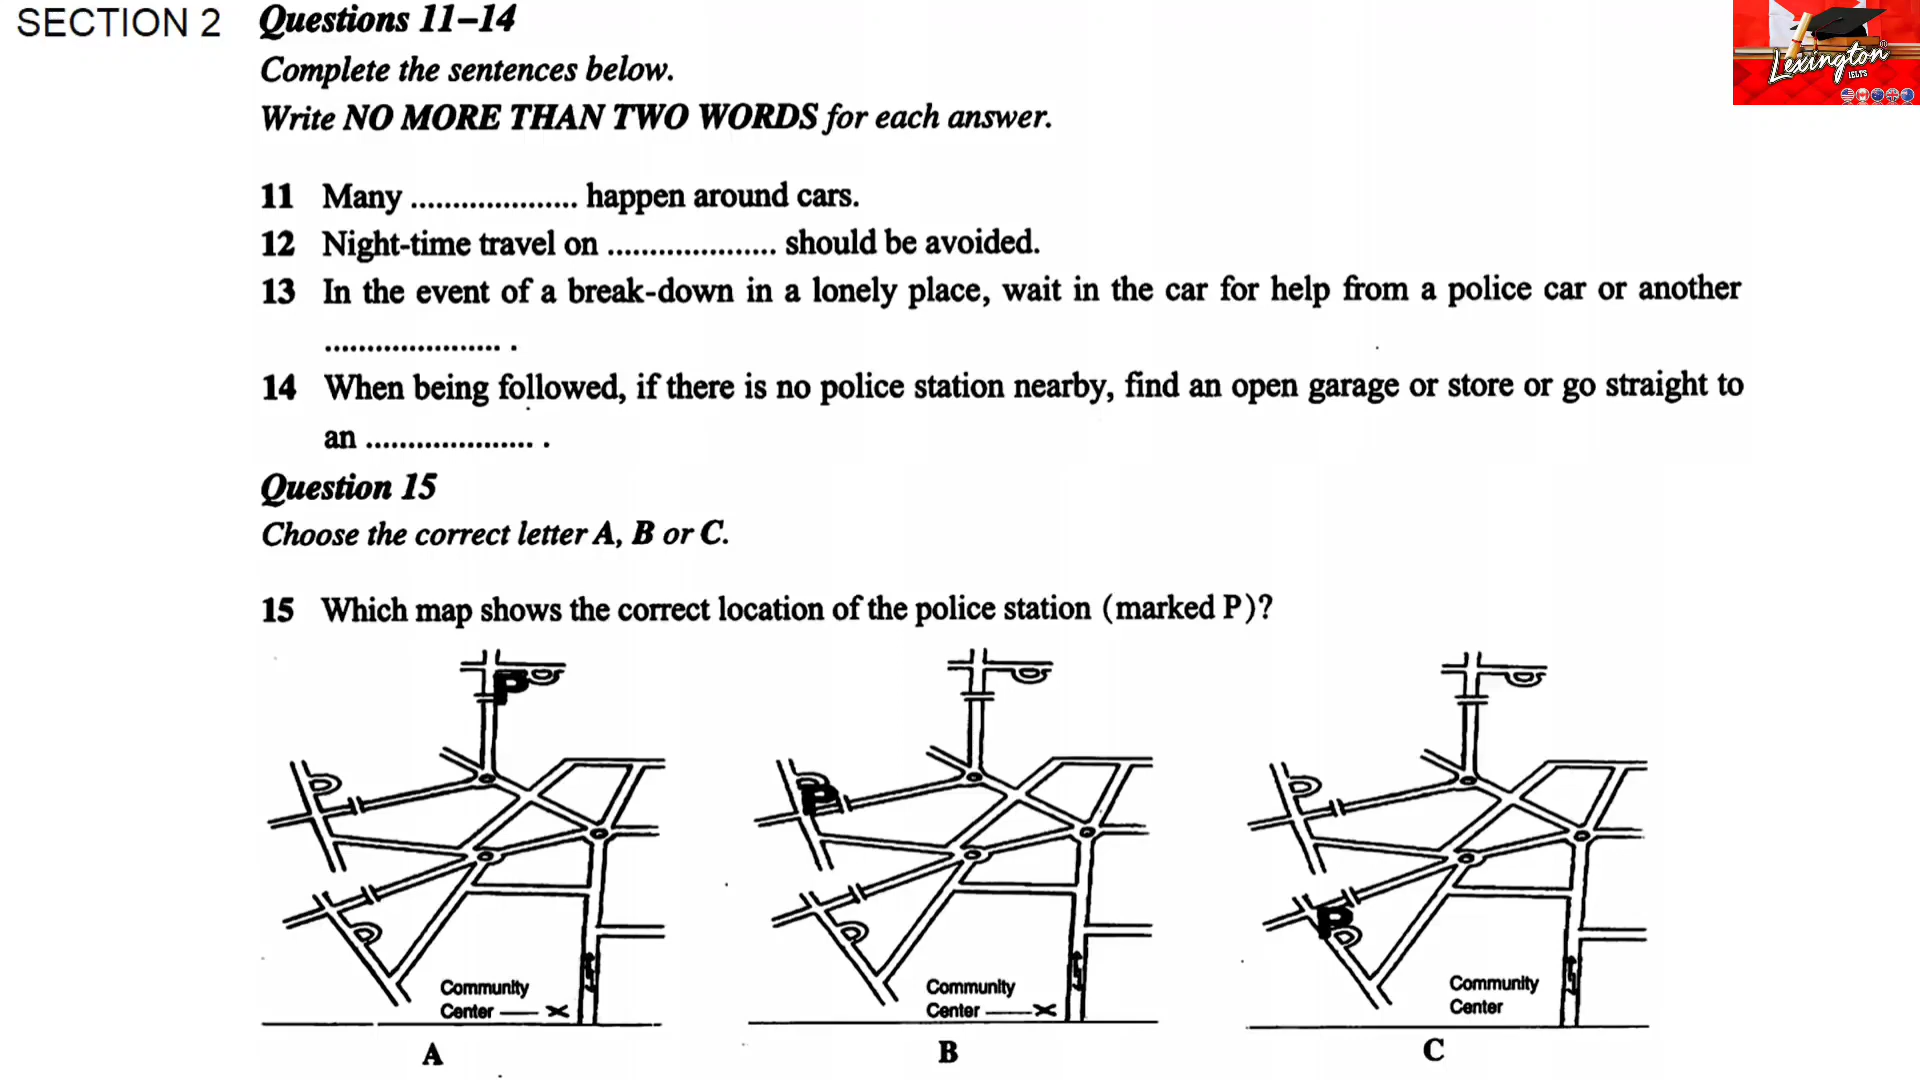 SECTION 2 Questions 11–14
Complete the sentences below.
Write NO MORE THAN TWO WORDS for each answer.
11 Many .................... happen around cars.
12 Night-time travel on .................... should be avoided.
13 In the event of a break-down in a lonely place, wait in the car for help from a police car or another
..................... .
14 When being followed, if there is no police station nearby, find an open garage or store or go straight to
an .................... .
Question 15
Choose the correct letter A, B or C.
15 Which map shows the correct location of the police station (marked P)?
P
P
P
Community
Center
Community
Center
Community
Center
A
B
C
Lexington®
IELTS